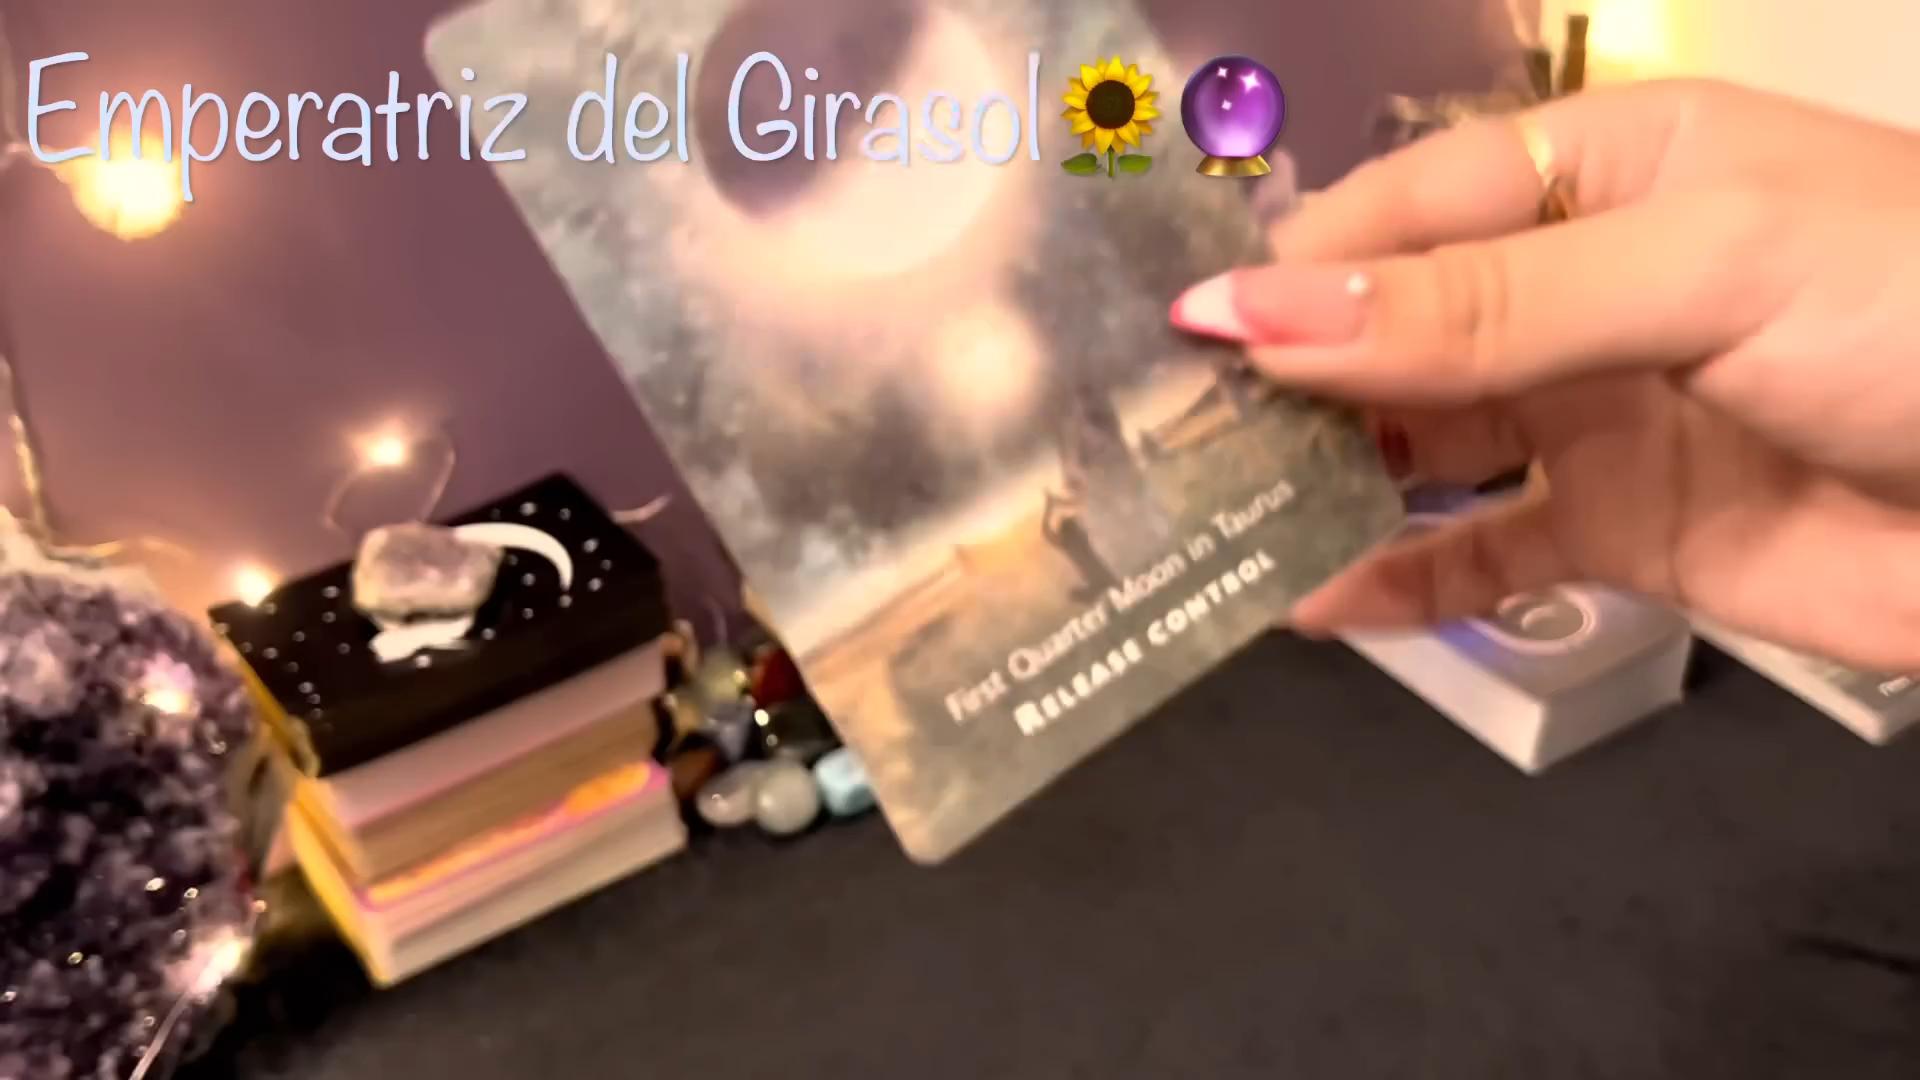 Emperatriz del Girasol🌻🔮
First Quarter Moon in Taurus
RELEASE CONTROL